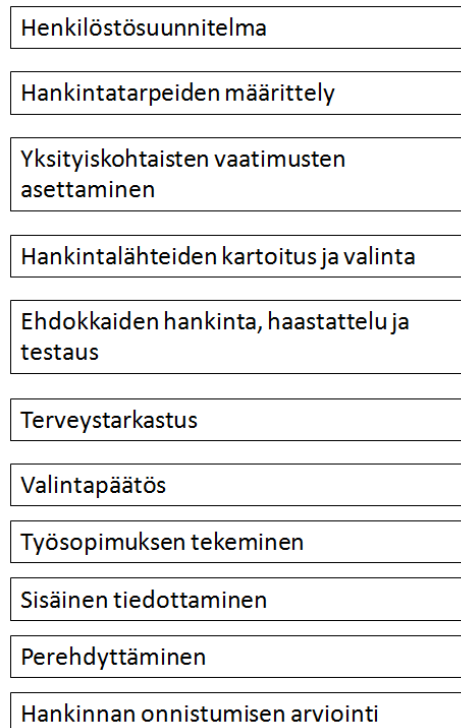 Henkilöstösuunnitelma
Hankintatarpeiden määrittely
Yksityiskohtaisten vaatimusten
asettaminen
Hankintalähteiden kartoitus ja valinta
Ehdokkaiden hankinta, haastattelu ja
testaus
Terveystarkastus
Valintapäätös
Työsopimuksen tekeminen
Sisäinen tiedottaminen
Perehdyttäminen
Hankinnan onnistumisen arviointi